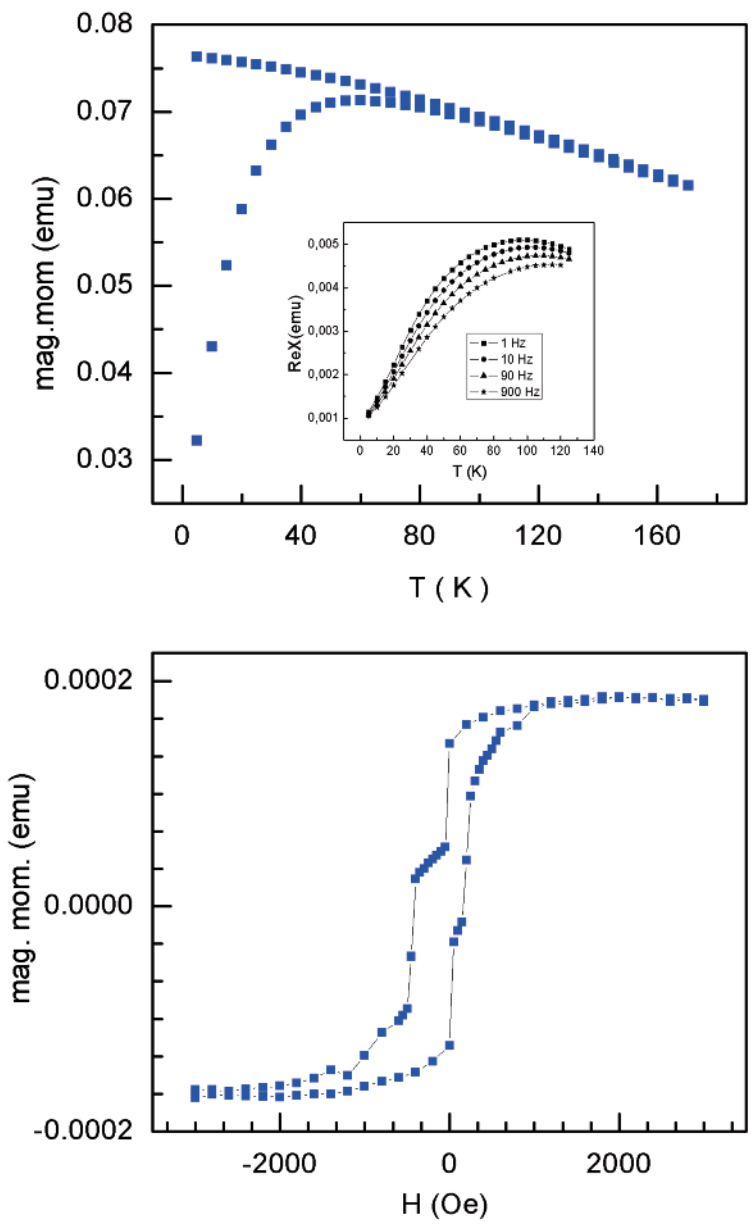 0.08
0.07
0.06
0.05
0.04
0.03
mag.mom (emu)
0 40 80 120 160
T ( K )
0,005
0,004
0,003
0,002
0,001
ReX(emu)
1 Hz
10 Hz
90 Hz
900 Hz
0 20 40 60 80 100 120 140
T (K)
0.0002
0.0000
-0.0002
mag. mom. (emu)
-2000 0 2000
H (Oe)